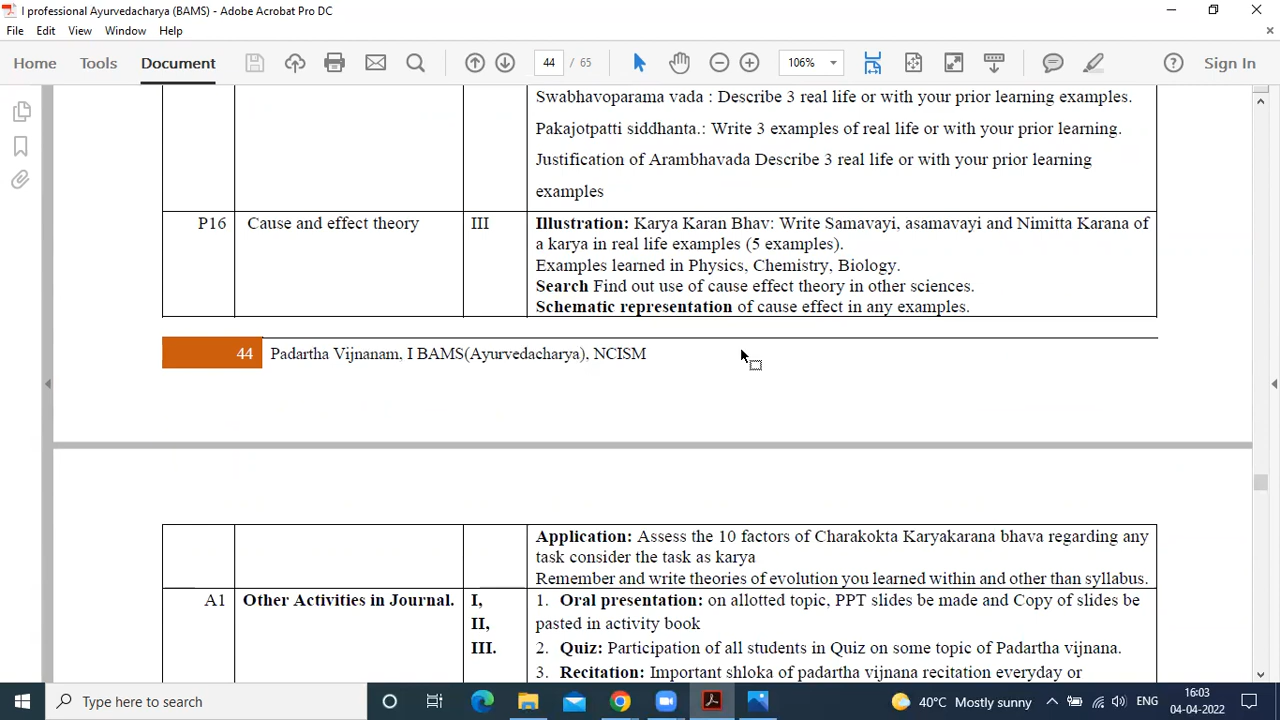 I professional Ayurvedacharya (BAMS) - Adobe Acrobat Pro DC
File Edit View Window Help
Home Tools Document 44 / 65 106% Sign In
Swabhavoparama vada : Describe 3 real life or with your prior learning examples.
Pakajotpatti siddhanta.: Write 3 examples of real life or with your prior learning.
Justification of Arambhavada Describe 3 real life or with your prior learning
examples
P16 Cause and effect theory III Illustration: Karya Karan Bhav: Write Samavayi, asamavayi and Nimitta Karana of
a karya in real life examples (5 examples).
Examples learned in Physics, Chemistry, Biology.
Search Find out use of cause effect theory in other sciences.
Schematic representation of cause effect in any examples.
44 Padartha Vijnanam, I BAMS(Ayurvedacharya), NCISM
Application: Assess the 10 factors of Charakokta Karyakarana bhava regarding any
task consider the task as karya
Remember and write theories of evolution you learned within and other than syllabus.
A1 Other Activities in Journal. I, 1. Oral presentation: on allotted topic, PPT slides be made and Copy of slides be
II, pasted in activity book
III. 2. Quiz: Participation of all students in Quiz on some topic of Padartha vijnana.
3. Recitation: Important shloka of padartha vijnana recitation everyday or
Type here to search 40°C Mostly sunny ENG 16:03
04-04-2022